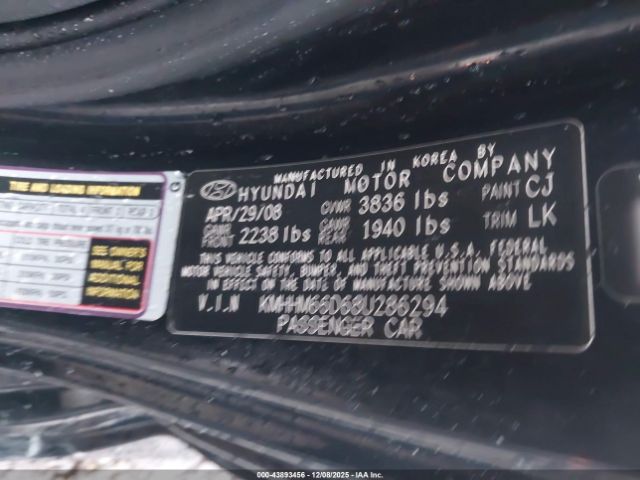 MANUFACTURED IN KOREA BY
HYUNDAI MOTOR COMPANY
APR/29/08 GVWR 3836 lbs PAINT CJ
GAWR FRONT 2238 lbs GAWR REAR 1940 lbs TRIM LK
THIS VEHICLE CONFORMS TO ALL APPLICABLE U.S.A. FEDERAL
MOTOR VEHICLE SAFETY, BUMPER, AND THEFT PREVENTION STANDARDS
IN EFFECT ON THE DATE OF MANUFACTURE SHOWN ABOVE
V.I.N KMHHM66D68U286294
PASSENGER CAR
TIRE AND LOADING INFORMATION
SEE OWNER'S
MANUAL FOR
ADDITIONAL
INFORMATION
00-43893456 - 12/08/2025 - IAA Inc.